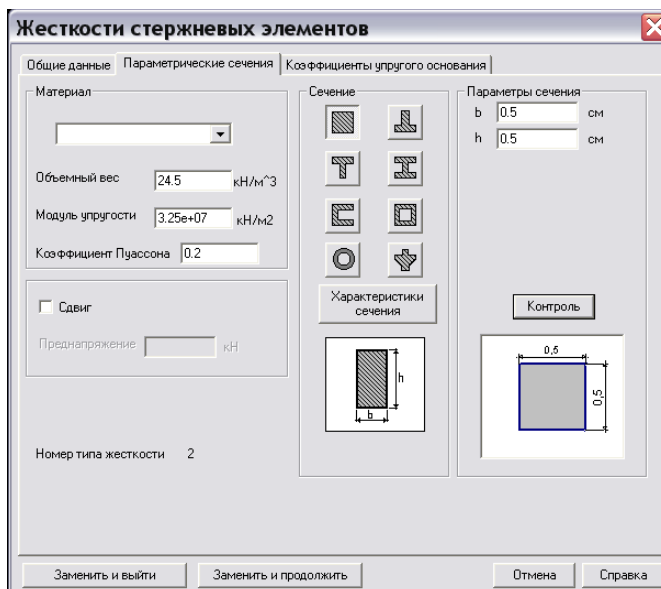 Жесткости стержневых элементов
Общие данные Параметрические сечения Коэффициенты упругого основания
Материал
Объемный вес 24.5 кН/м^3
Модуль упругости 3.25e+07 кН/м2
Коэффициент Пуассона 0.2
Сдвиг
Преднапряжение кН
Номер типа жесткости 2
Сечение
Характеристики
сечения
h
b
Параметры сечения
b 0.5 см
h 0.5 см
Контроль
0,5
0,5
Заменить и выйти Заменить и продолжить Отмена Справка